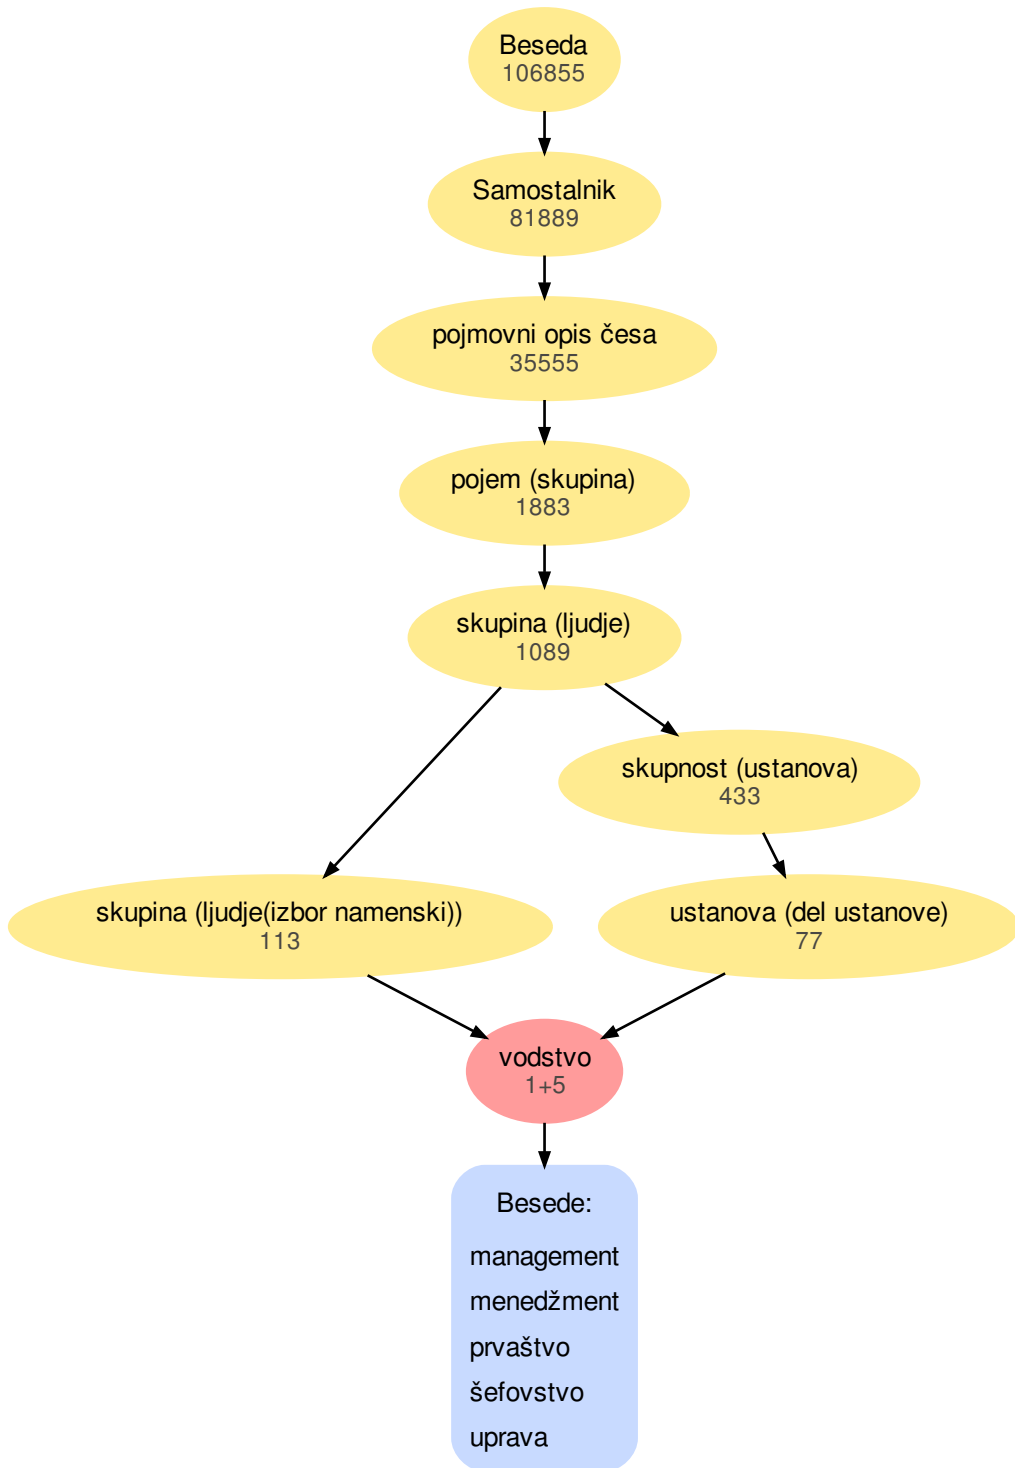 Beseda
106855
Samostalnik
81889
pojmovni opis česa
35555
pojem (skupina)
1883
skupina (ljudje)
1089
skupnost (ustanova)
433
skupina (ljudje(izbor namenski))
113
ustanova (del ustanove)
77
vodstvo
1+5
Besede:
management
menedžment
prvaštvo
šefovstvo
uprava